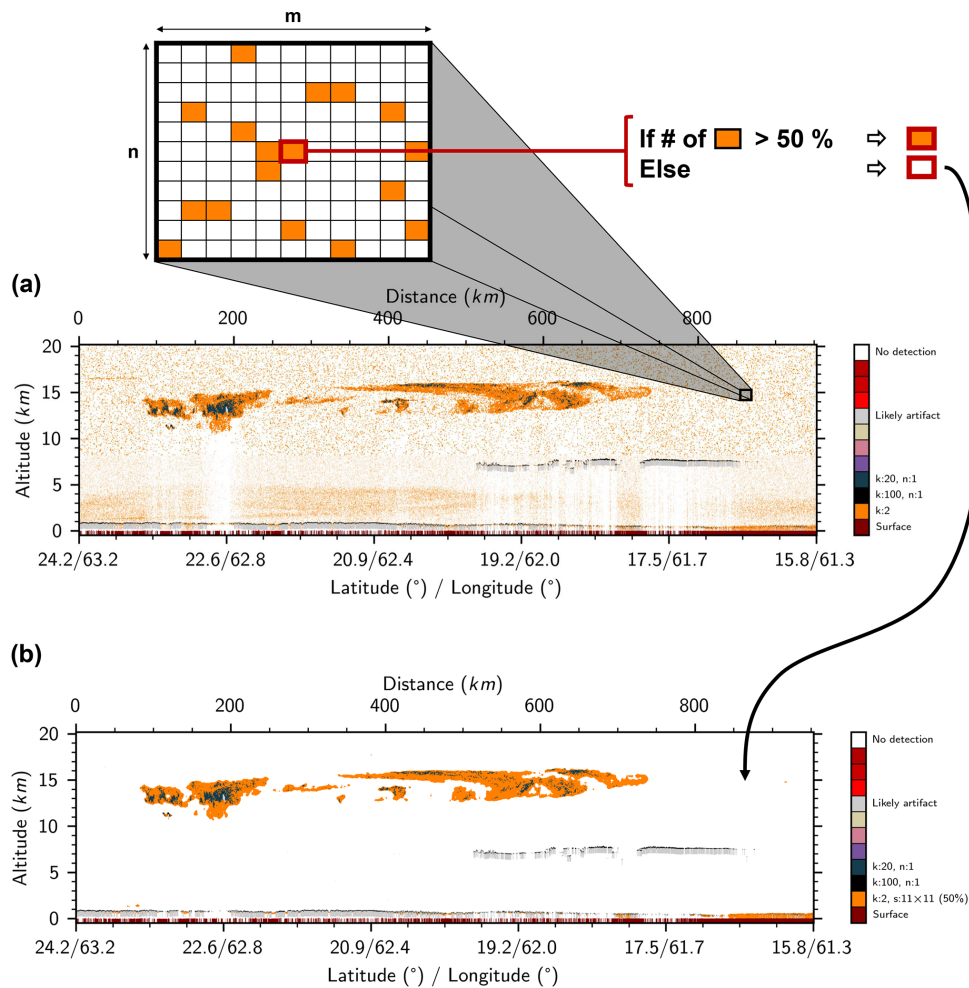 m
n
If # of > 50 % ⇨
Else ⇨
(a)
Distance (km)
0 200 400 600 800
20
15
10
5
0
Altitude (km)
24.2/63.2 22.6/62.8 20.9/62.4 19.2/62.0 17.5/61.7 15.8/61.3
Latitude (°) / Longitude (°)
No detection
Likely artifact
k:20, n:1
k:100, n:1
k:2
Surface
(b)
Distance (km)
0 200 400 600 800
20
15
10
5
0
Altitude (km)
24.2/63.2 22.6/62.8 20.9/62.4 19.2/62.0 17.5/61.7 15.8/61.3
Latitude (°) / Longitude (°)
No detection
Likely artifact
k:20, n:1
k:100, n:1
k:2, s:11×11 (50%)
Surface